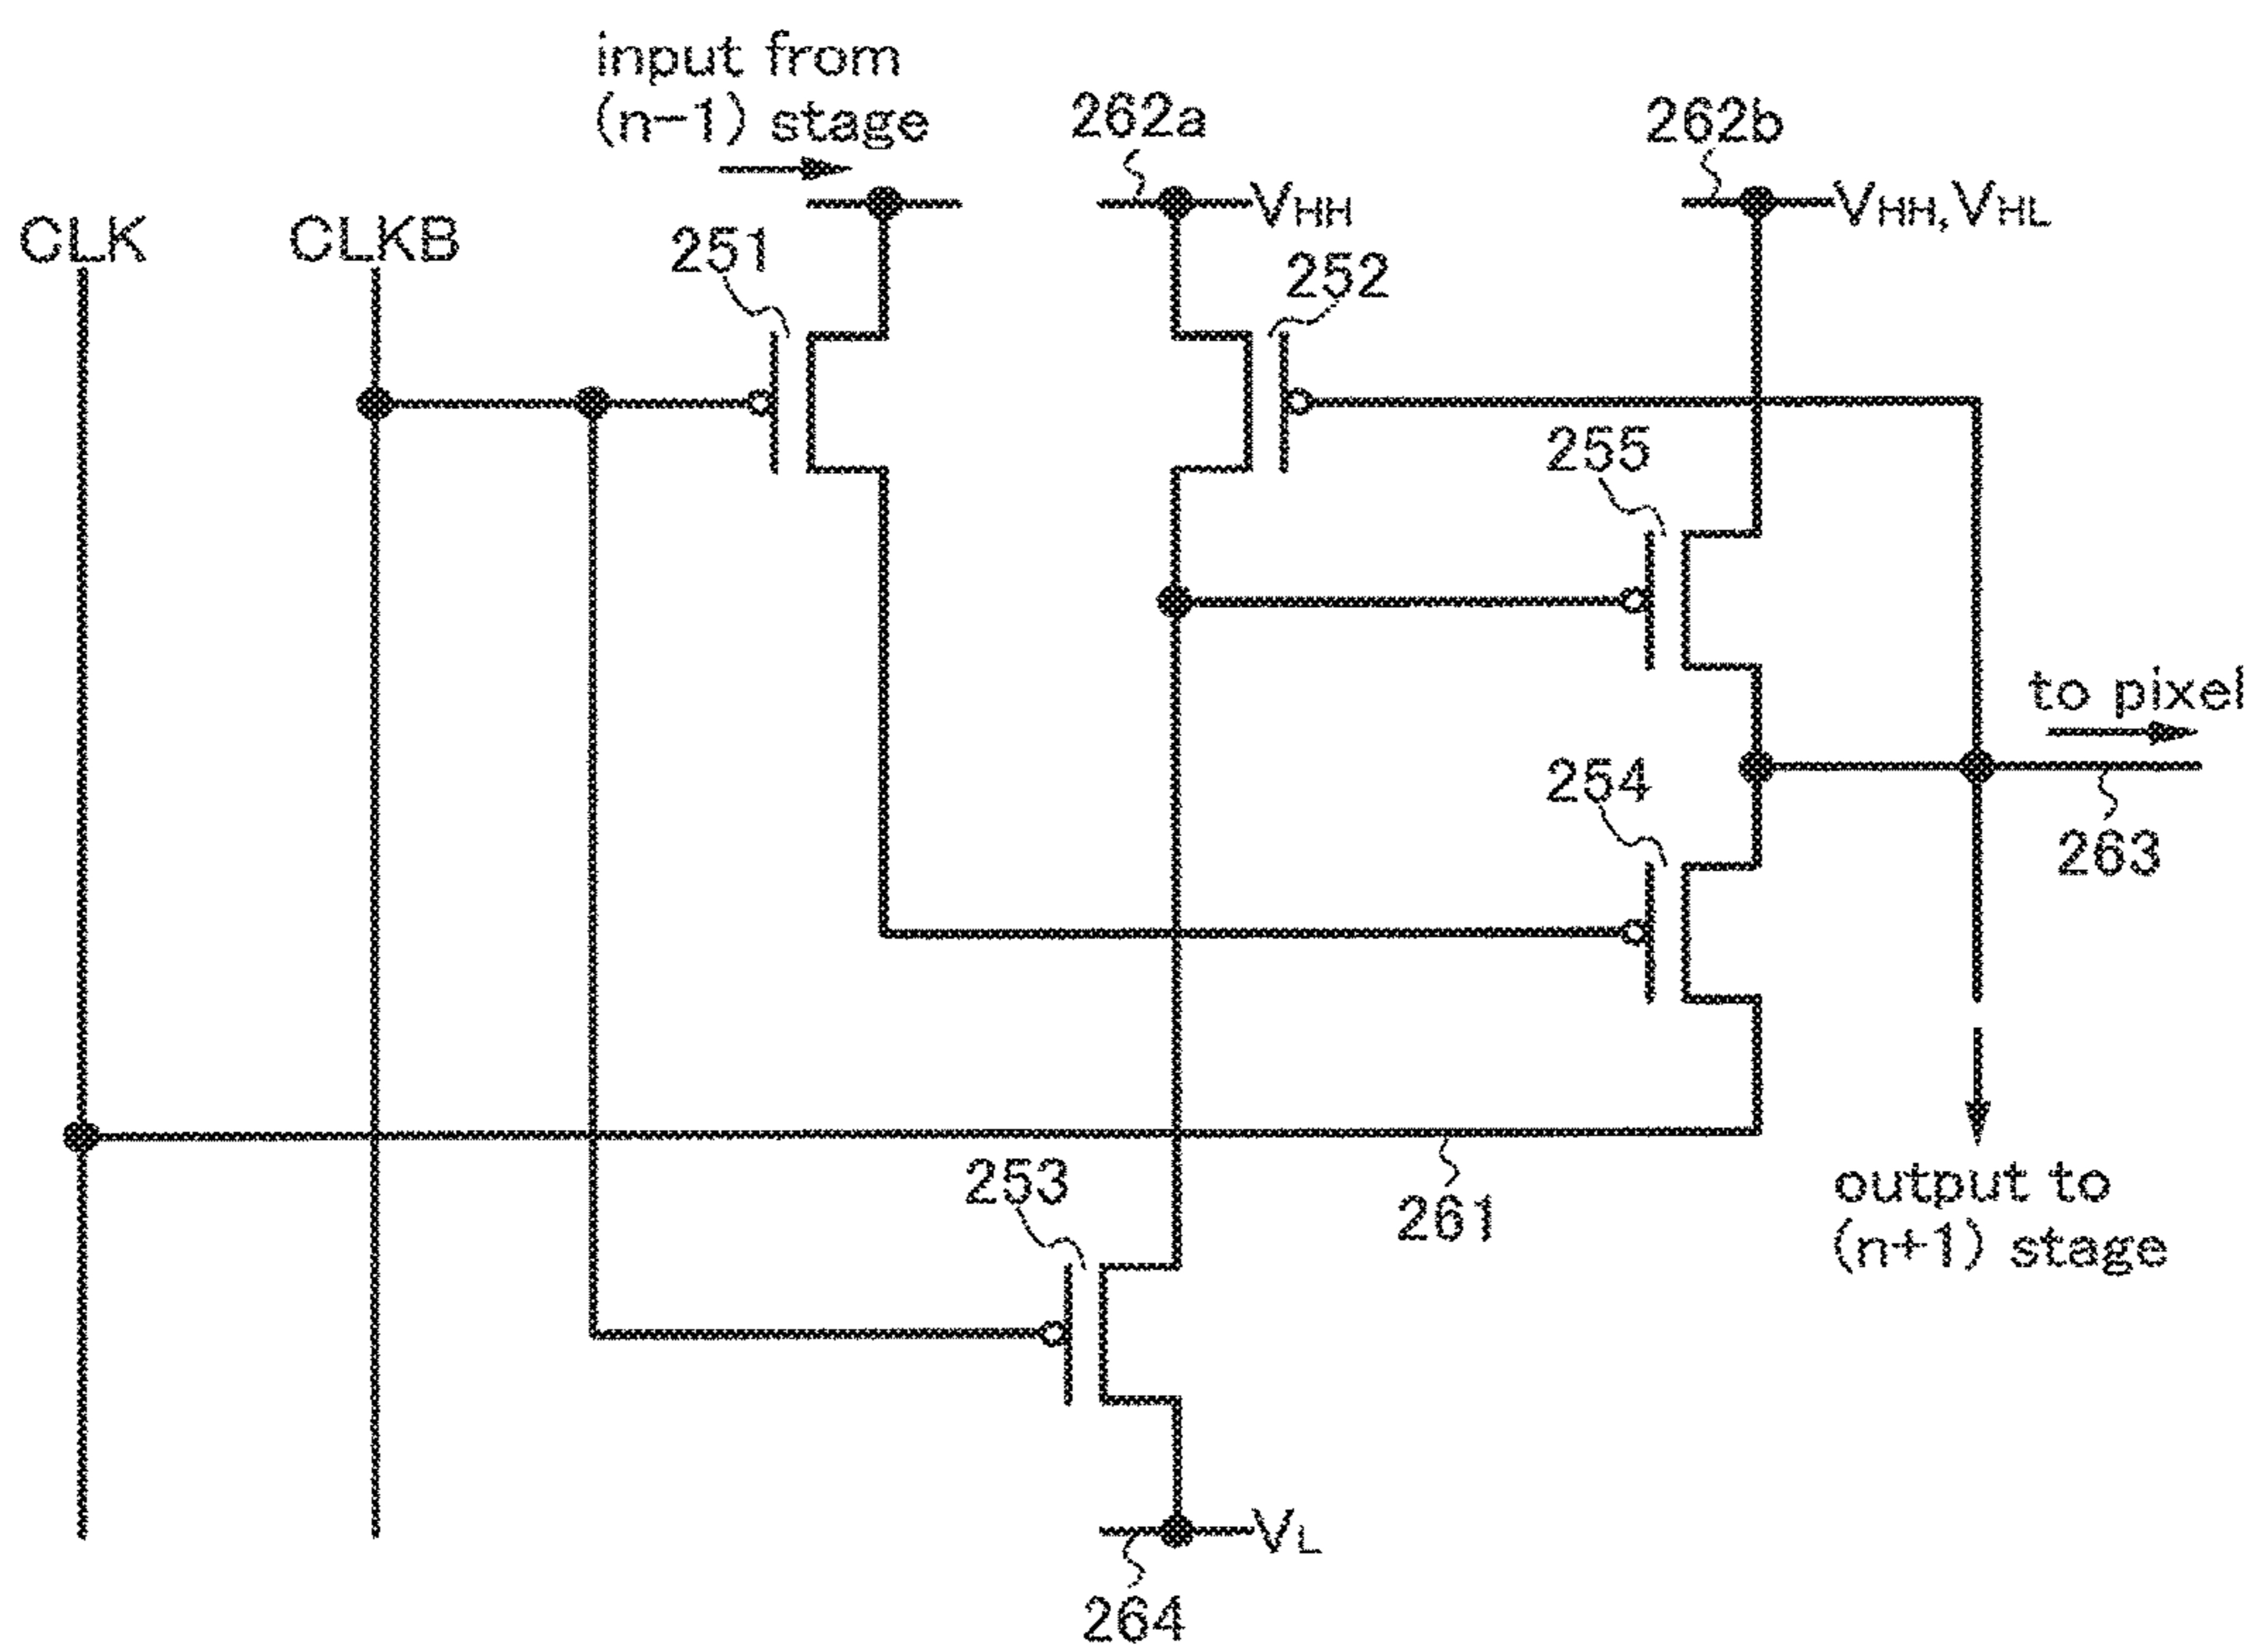 input from
(n-1) stage
262a
262b
CLK
CLKB
251
VHH
VHH, VHL
252
255
to pixel
254
263
253
261
output to
(n+1) stage
VL
264